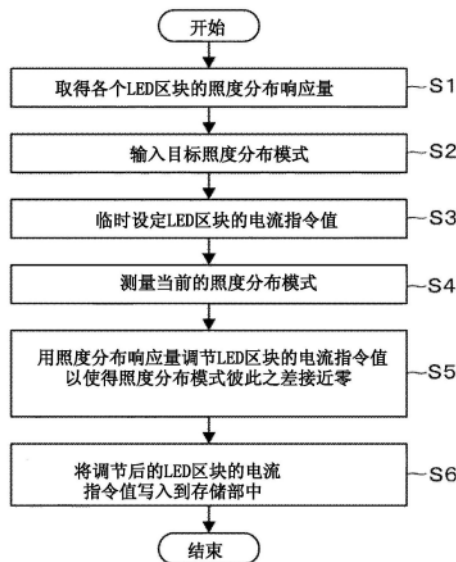 开始
取得各个LED区块的照度分布响应量
S1
输入目标照度分布模式
S2
临时设定LED区块的电流指令值
S3
测量当前的照度分布模式
S4
用照度分布响应量调节LED区块的电流指令值
以使得照度分布模式彼此之差接近零
S5
将调节后的LED区块的电流
指令值写入到存储部中
S6
结束